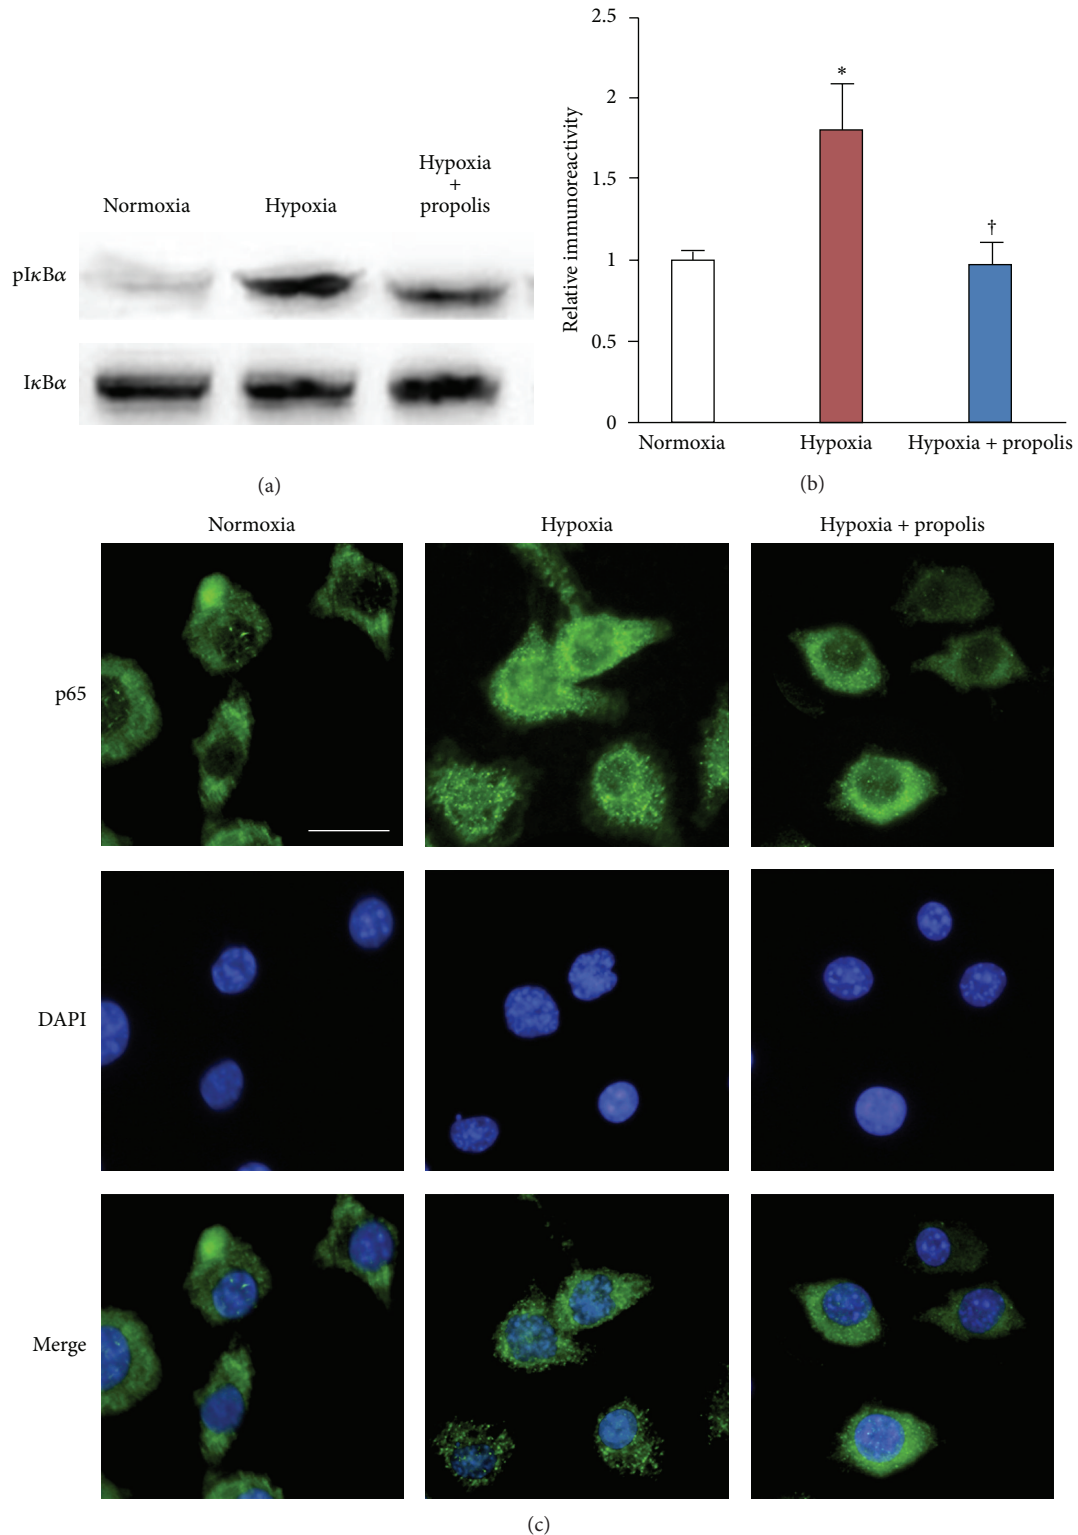 Normoxia
Hypoxia
Hypoxia
+
propolis
pIκBα
IκBα
(a)
2.5
2
1.5
1
0.5
0
Relative immunoreactivity
*
†
Normoxia
Hypoxia
Hypoxia + propolis
(b)
Normoxia
Hypoxia
Hypoxia + propolis
p65
DAPI
Merge
(c)